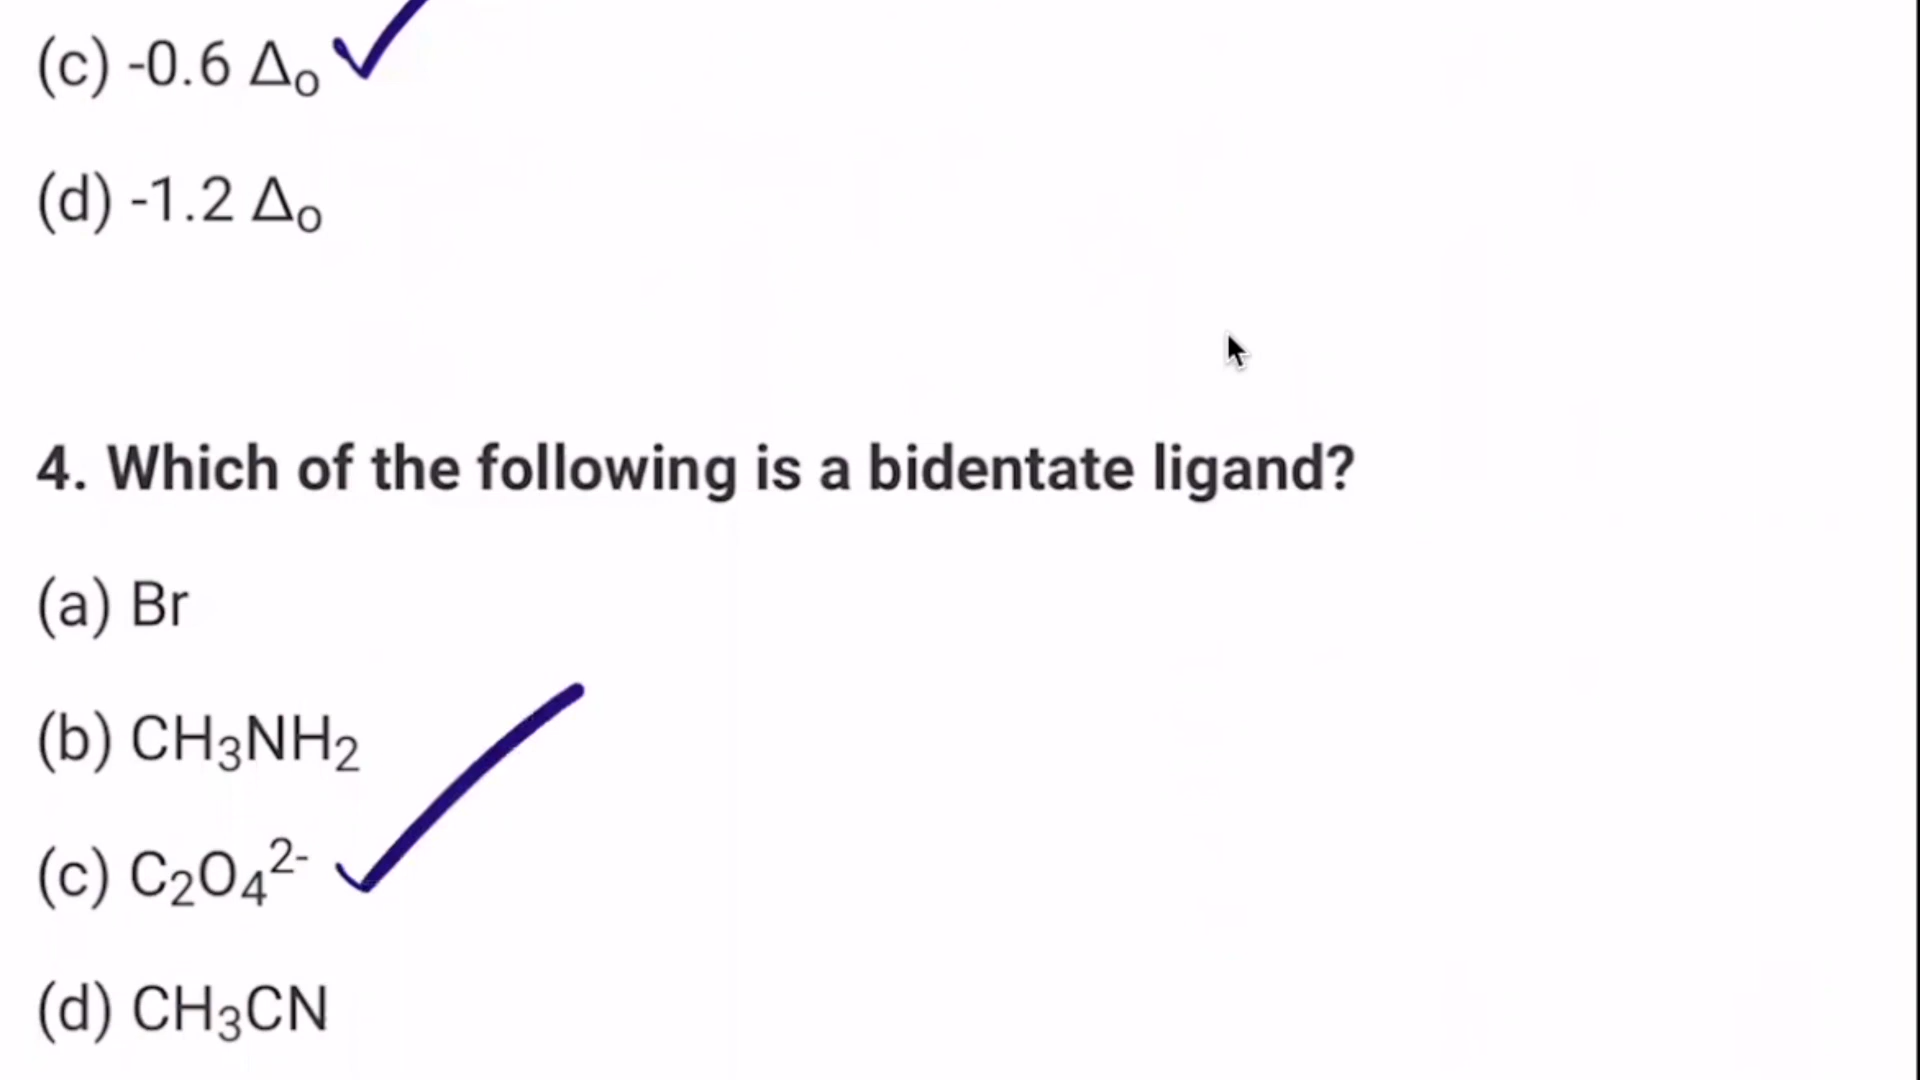 (c) -0.6 Δₒ
(d) -1.2 Δₒ
4. Which of the following is a bidentate ligand?
(a) Br
(b) CH₃NH₂
(c) C₂O₄²⁻
(d) CH₃CN